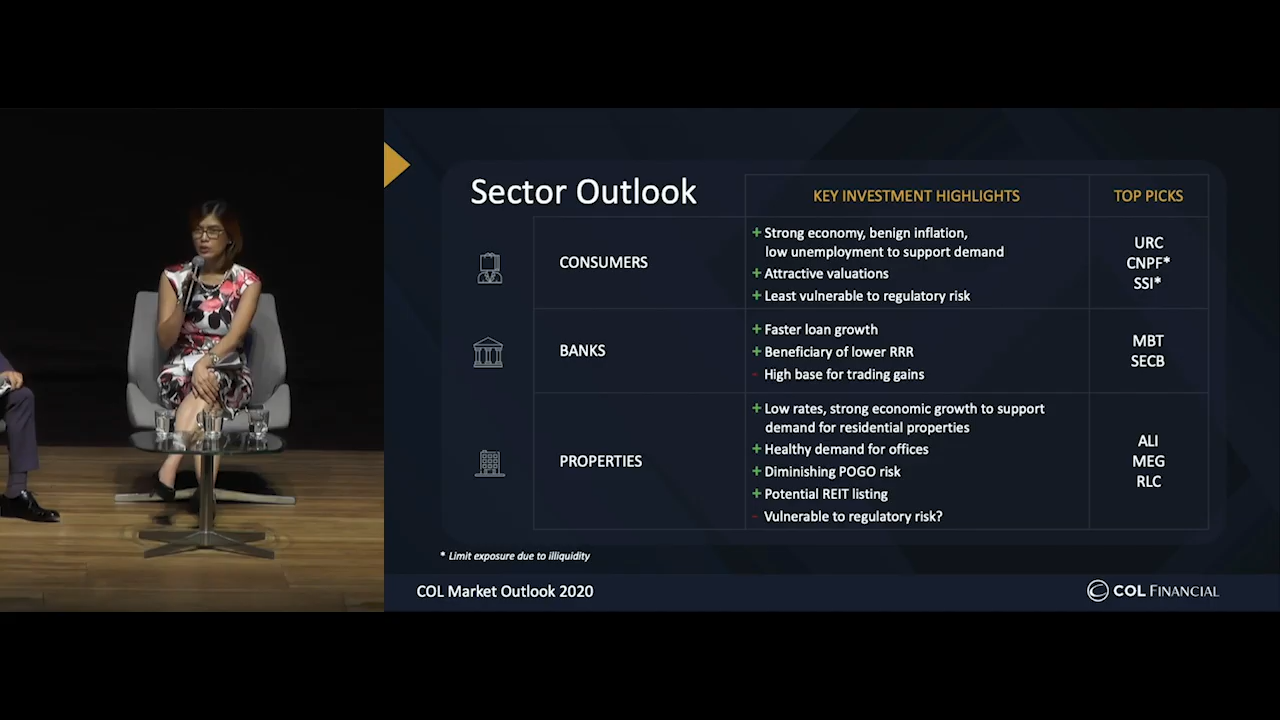 Sector Outlook
KEY INVESTMENT HIGHLIGHTS
TOP PICKS
CONSUMERS
+ Strong economy, benign inflation,
low unemployment to support demand
+ Attractive valuations
+ Least vulnerable to regulatory risk
URC
CNPF*
SSI*
BANKS
+ Faster loan growth
+ Beneficiary of lower RRR
- High base for trading gains
MBT
SECB
PROPERTIES
+ Low rates, strong economic growth to support
demand for residential properties
+ Healthy demand for offices
+ Diminishing POGO risk
+ Potential REIT listing
- Vulnerable to regulatory risk?
ALI
MEG
RLC
* Limit exposure due to illiquidity
COL Market Outlook 2020
COL FINANCIAL